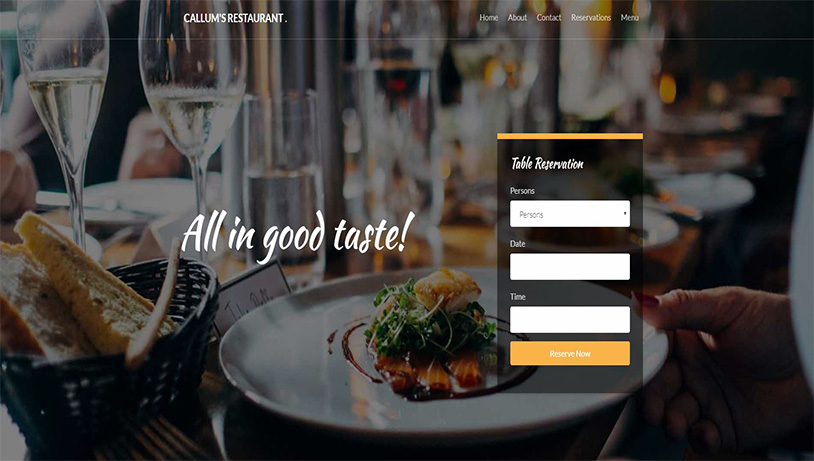 CALLUM'S RESTAURANT .
Home About Contact Reservations Menu
All in good taste!
Table Reservation
Persons
Persons
Date
Time
Reserve Now